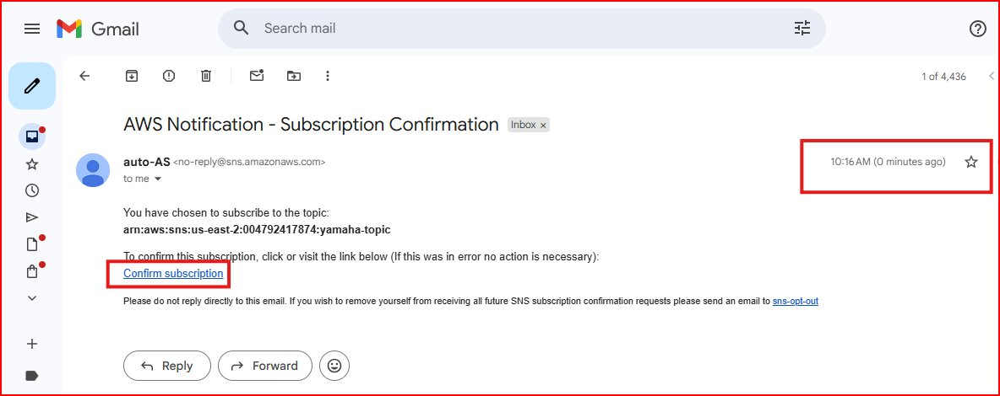 Gmail
Search mail
1 of 4,436
AWS Notification - Subscription Confirmation Inbox x
auto-AS <no-reply@sns.amazonaws.com>
10:16 AM (0 minutes ago)
to me
You have chosen to subscribe to the topic:
arn:aws:sns:us-east-2:004792417874:yamaha-topic
To confirm this subscription, click or visit the link below (If this was in error no action is necessary):
Confirm subscription
Please do not reply directly to this email. If you wish to remove yourself from receiving all future SNS subscription confirmation requests please send an email to sns-opt-out
Reply
Forward